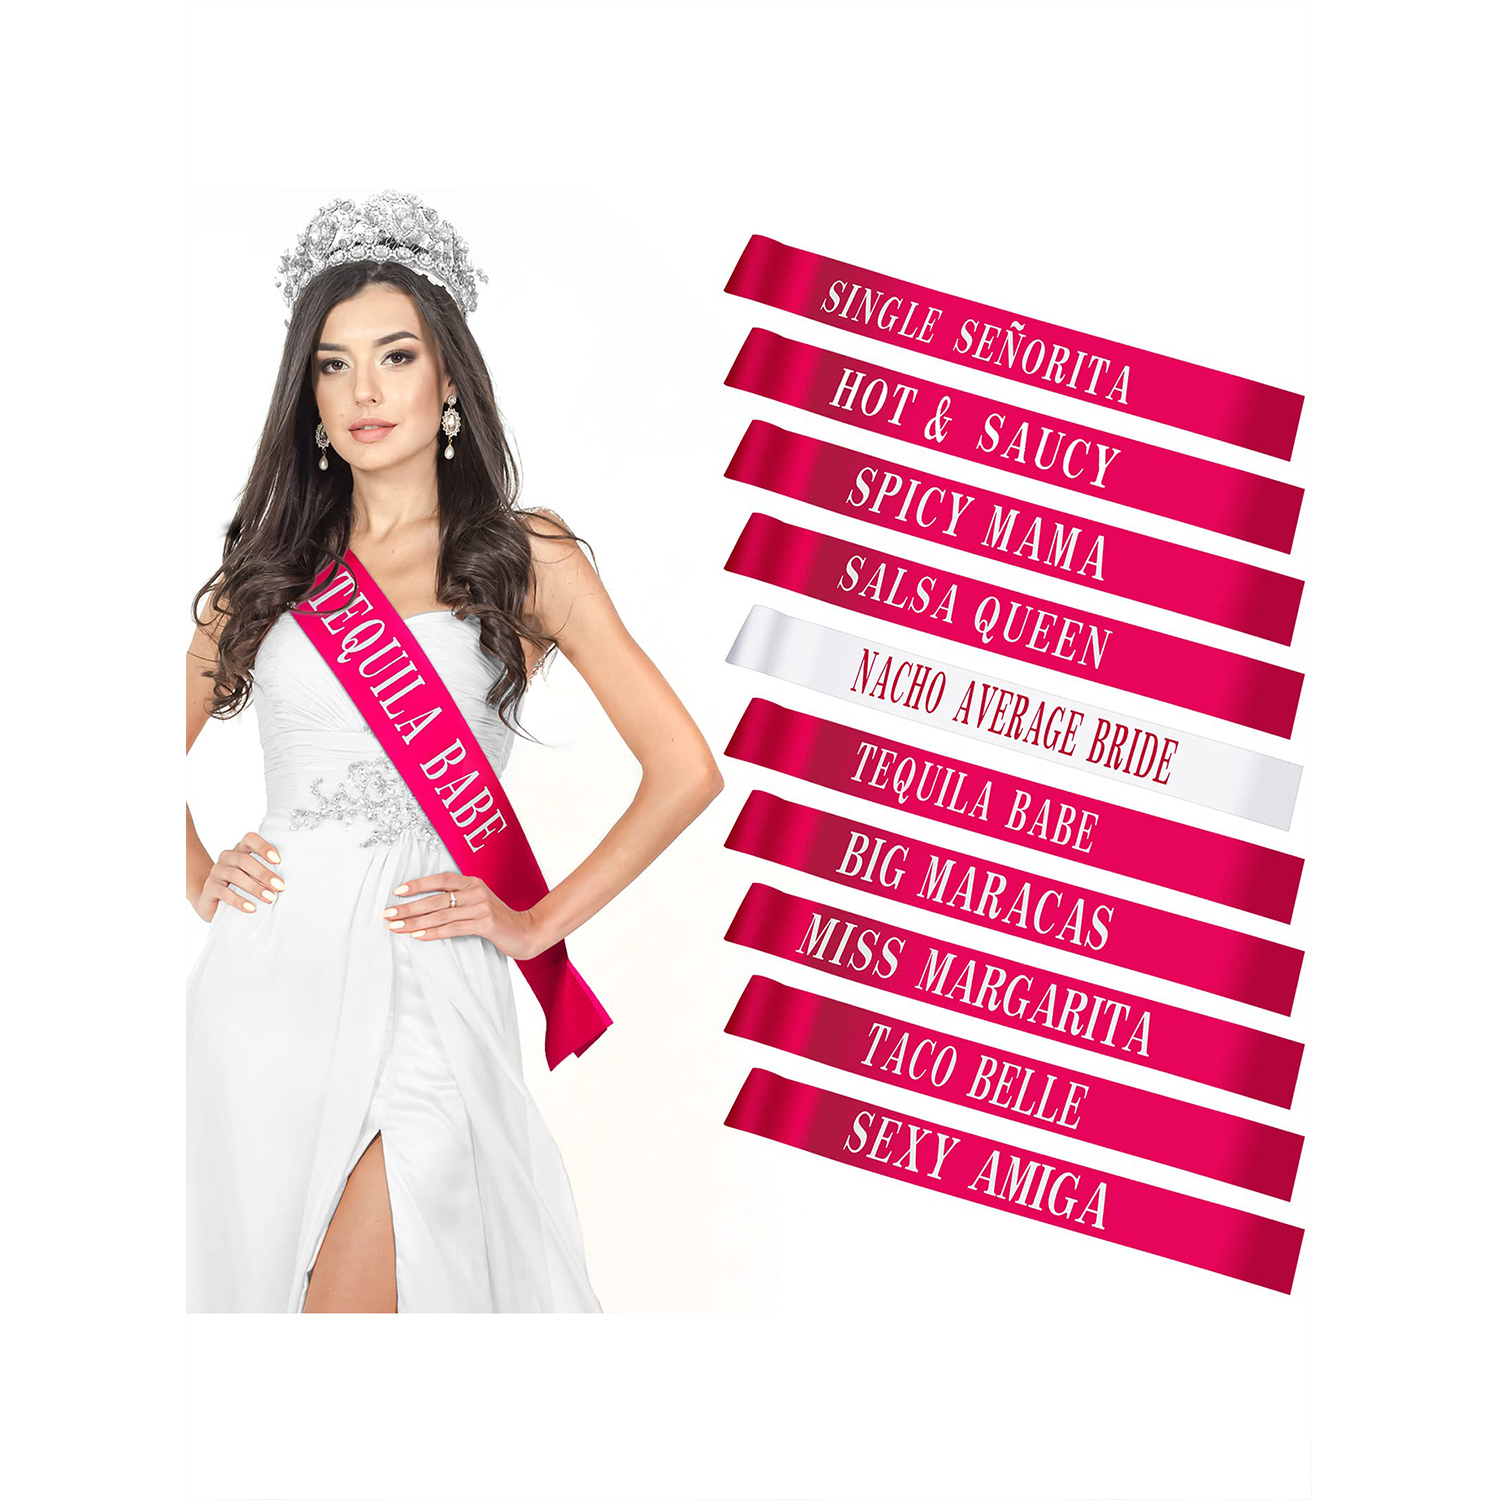 TEQUILA BABE
SINGLE SEÑORITA
HOT & SAUCY
SPICY MAMA
SALSA QUEEN
NACHO AVERAGE BRIDE
TEQUILA BABE
BIG MARACAS
MISS MARGARITA
TACO BELLE
SEXY AMIGA